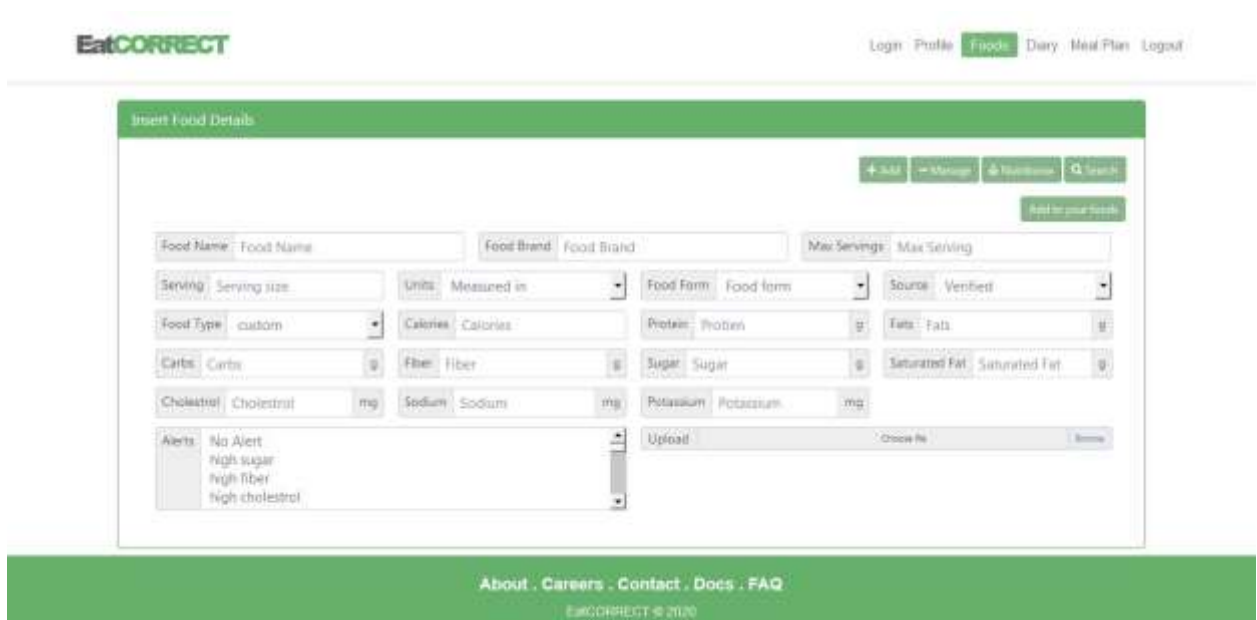 EatCORRECT
Login Profile Foods Diary Meal Plan Logout
Insert Food Details
Add Manage Nutritionix Search
Add to your foods
Food Name Food Name Food Brand Food Brand Max Servings Max Serving
Serving Serving size Units Measured in Food Form Food form Source Verified
Food Type custom Calories Calories Protein Protien g Fats Fats g
Carbs Carbs g Fiber Fiber g Sugar Sugar g Saturated Fat Saturated Fat g
Cholestrol Cholestrol mg Sodium Sodium mg Potassium Potassium mg
Alerts No Alert Upload Choose file Browse
high sugar
high fiber
high cholestrol
About . Careers . Contact . Docs . FAQ
EatCORRECT © 2020